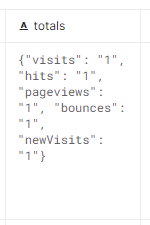 A totals
{"visits": "1",
"hits": "1",
"pageviews":
"1", "bounces":
"1",
"newVisits":
"1"}